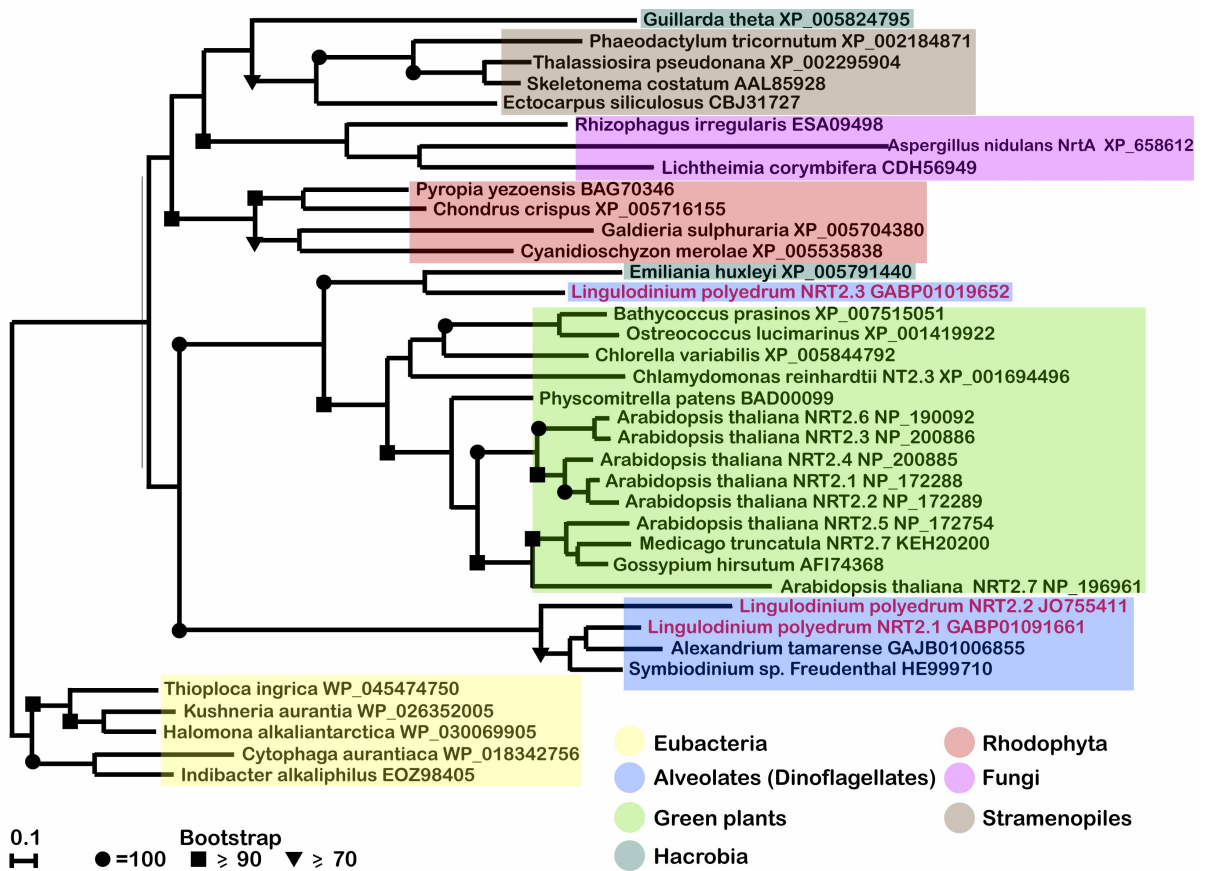 Guillarda theta XP_005824795
Phaeodactylum tricornutum XP_002184871
Thalassiosira pseudonana XP_002295904
Skeletonema costatum AAL85928
Ectocarpus siliculosus CBJ31727
Rhizophagus irregularis ESA09498
Aspergillus nidulans NrtA XP_658612
Lichtheimia corymbifera CDH56949
Pyropia yezoensis BAG70346
Chondrus crispus XP_005716155
Galdieria sulphuraria XP_005704380
Cyanidioschyzon merolae XP_005535838
Emiliania huxleyi XP_005791440
Lingulodinium polyedrum NRT2.3 GABP01019652
Bathycoccus prasinos XP_007515051
Ostreococcus lucimarinus XP_001419922
Chlorella variabilis XP_005844792
Chlamydomonas reinhardtii NT2.3 XP_001694496
Physcomitrella patens BAD00099
Arabidopsis thaliana NRT2.6 NP_190092
Arabidopsis thaliana NRT2.3 NP_200886
Arabidopsis thaliana NRT2.4 NP_200885
Arabidopsis thaliana NRT2.1 NP_172288
Arabidopsis thaliana NRT2.2 NP_172289
Arabidopsis thaliana NRT2.5 NP_172754
Medicago truncatula NRT2.7 KEH20200
Gossypium hirsutum AFI74368
Arabidopsis thaliana NRT2.7 NP_196961
Lingulodinium polyedrum NRT2.2 JO755411
Lingulodinium polyedrum NRT2.1 GABP01091661
Alexandrium tamarense GAJB01006855
Symbiodinium sp. Freudenthal HE999710
Thioploca ingrica WP_045474750
Kushneria aurantia WP_026352005
Halomona alkaliantarctica WP_030069905
Cytophaga aurantiaca WP_018342756
Indibacter alkaliphilus EOZ98405
Eubacteria
Alveolates (Dinoflagellates)
Green plants
Hacrobia
Rhodophyta
Fungi
Stramenopiles
0.1
Bootstrap
=100 ⩾ 90 ⩾ 70